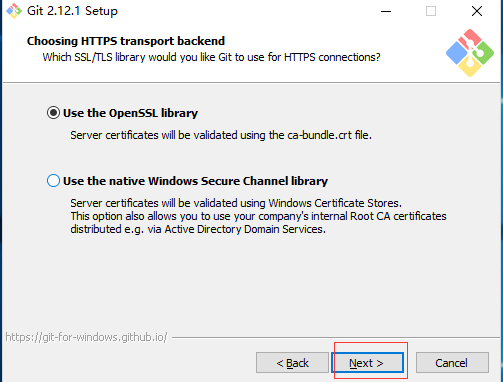 Git 2.12.1 Setup
Choosing HTTPS transport backend
Which SSL/TLS library would you like Git to use for HTTPS connections?
Use the OpenSSL library
Server certificates will be validated using the ca-bundle.crt file.
Use the native Windows Secure Channel library
Server certificates will be validated using Windows Certificate Stores.
This option also allows you to use your company's internal Root CA certificates
distributed e.g. via Active Directory Domain Services.
https://git-for-windows.github.io/
< Back Next > Cancel